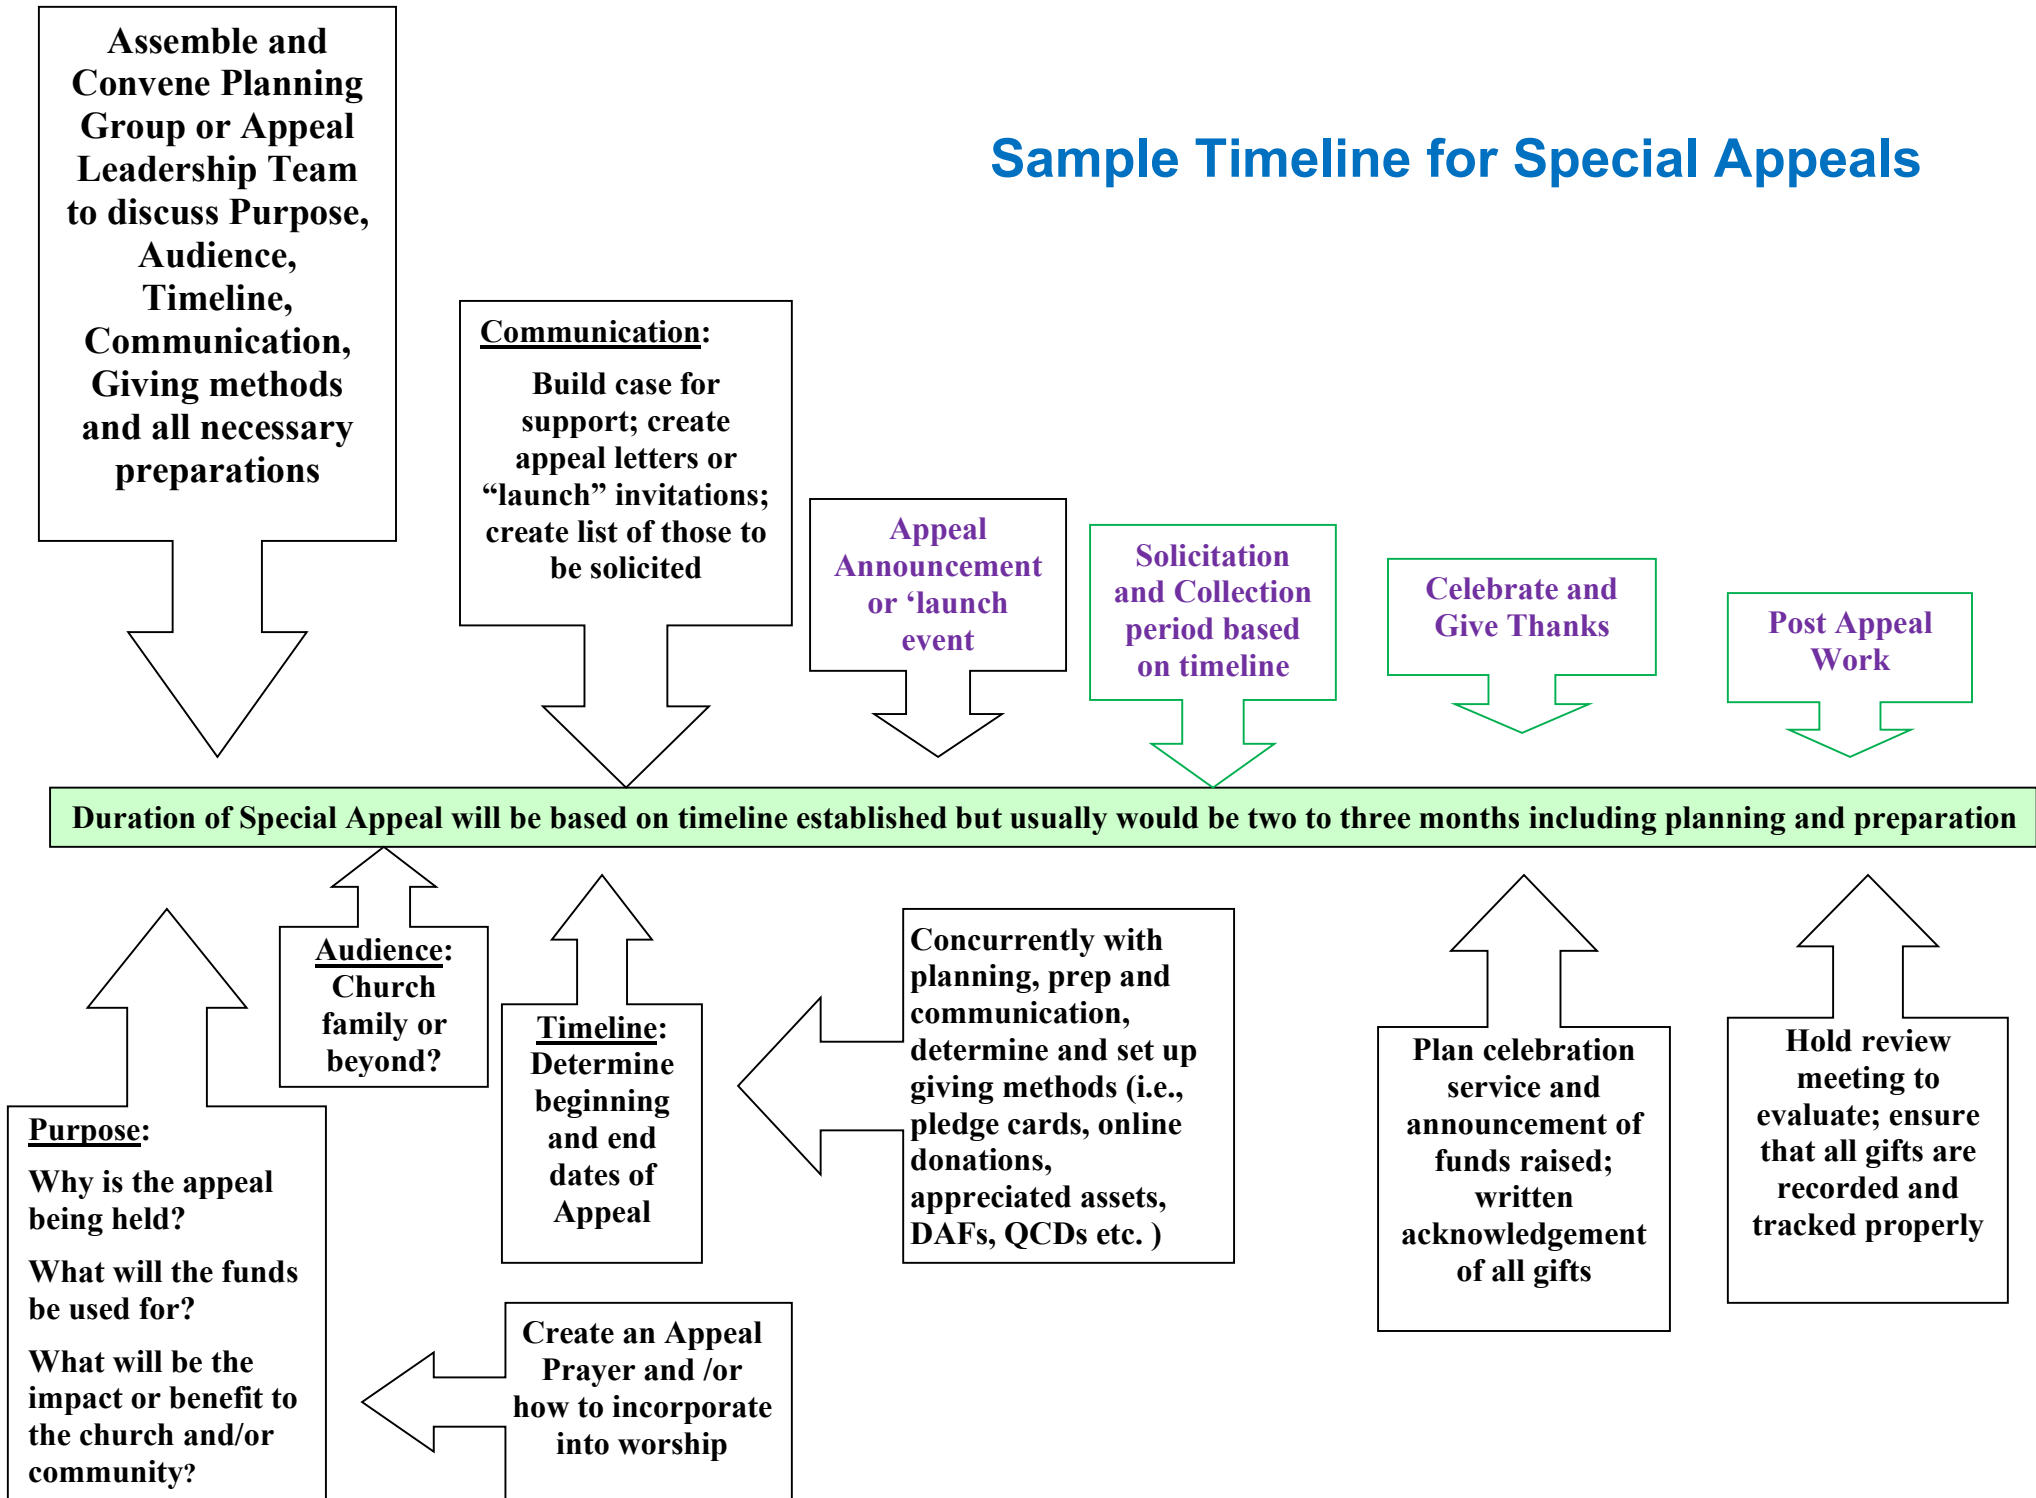 Assemble and
Convene Planning
Group or Appeal
Leadership Team
to discuss Purpose,
Audience,
Timeline,
Communication,
Giving methods
and all necessary
preparations
Sample Timeline for Special Appeals
Communication:
Build case for
support; create
appeal letters or
“launch” invitations;
create list of those to
be solicited
Appeal
Announcement
or ‘launch
event
Solicitation
and Collection
period based
on timeline
Celebrate and
Give Thanks
Post Appeal
Work
Duration of Special Appeal will be based on timeline established but usually would be two to three months including planning and preparation
Purpose:
Why is the appeal
being held?
What will the funds
be used for?
What will be the
impact or benefit to
the church and/or
community?
Audience:
Church
family or
beyond?
Timeline:
Determine
beginning
and end
dates of
Appeal
Create an Appeal
Prayer and /or
how to incorporate
into worship
Concurrently with
planning, prep and
communication,
determine and set up
giving methods (i.e.,
pledge cards, online
donations,
appreciated assets,
DAFs, QCDs etc. )
Plan celebration
service and
announcement of
funds raised;
written
acknowledgement
of all gifts
Hold review
meeting to
evaluate; ensure
that all gifts are
recorded and
tracked properly